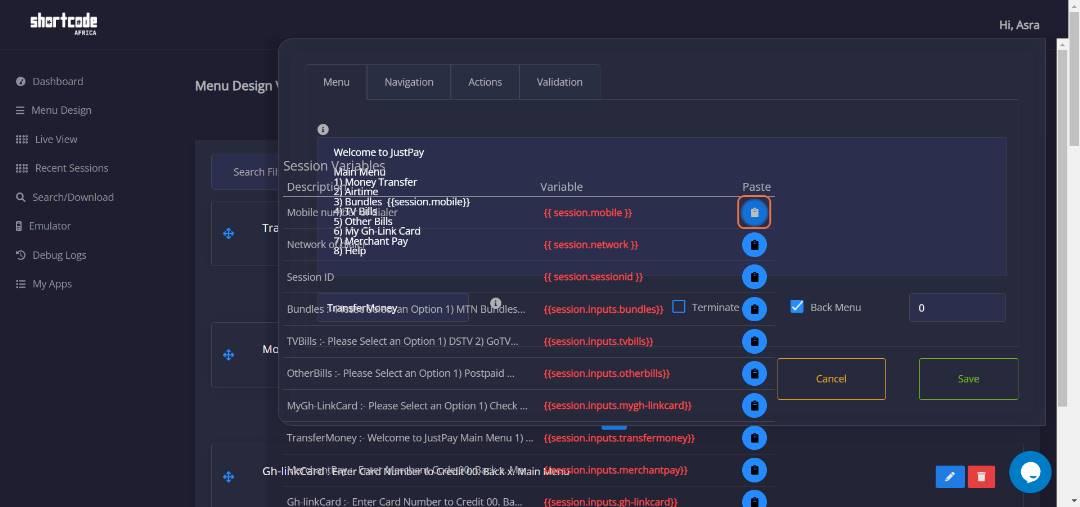 shortcode
AFRICA
Hi, Asra
Dashboard
Menu Design
Live View
Recent Sessions
Search/Download
Emulator
Debug Logs
My Apps
Menu Design V
Search Fil
Tra
Mo
Menu
Navigation
Actions
Validation
Welcome to JustPay
Main Menu
1) Money Transfer
2) Airtime
3) Bundles {{session.mobile}}
4) TV Bills
5) Other Bills
6) My Gh-Link Card
7) Merchant Pay
8) Help
Session Variables
Description Variable Paste
Mobile number dialer {{ session.mobile }}
Network {{ session.network }}
Session ID {{ session.sessionid }}
Bundles :- Please Select an Option 1) MTN Bundles... {{session.inputs.bundles}}
TVBills :- Please Select an Option 1) DSTV 2) GoTV... {{session.inputs.tvbills}}
OtherBills :- Please Select an Option 1) Postpaid ... {{session.inputs.otherbills}}
MyGh-LinkCard :- Please Select an Option 1) Check ... {{session.inputs.mygh-linkcard}}
TransferMoney :- Welcome to JustPay Main Menu 1) ... {{session.inputs.transfermoney}}
MerchantPay :- Enter Merchant Code 00. Back x. Ma... {{session.inputs.merchantpay}}
Gh-linkCard :- Enter Card Number to Credit 00. Ba... {{session.inputs.gh-linkcard}}
TransferMoney
Terminate
Back Menu
0
Cancel
Save
Gh-linkCard : Enter Card Number to Credit 00. Back x. Main Menu